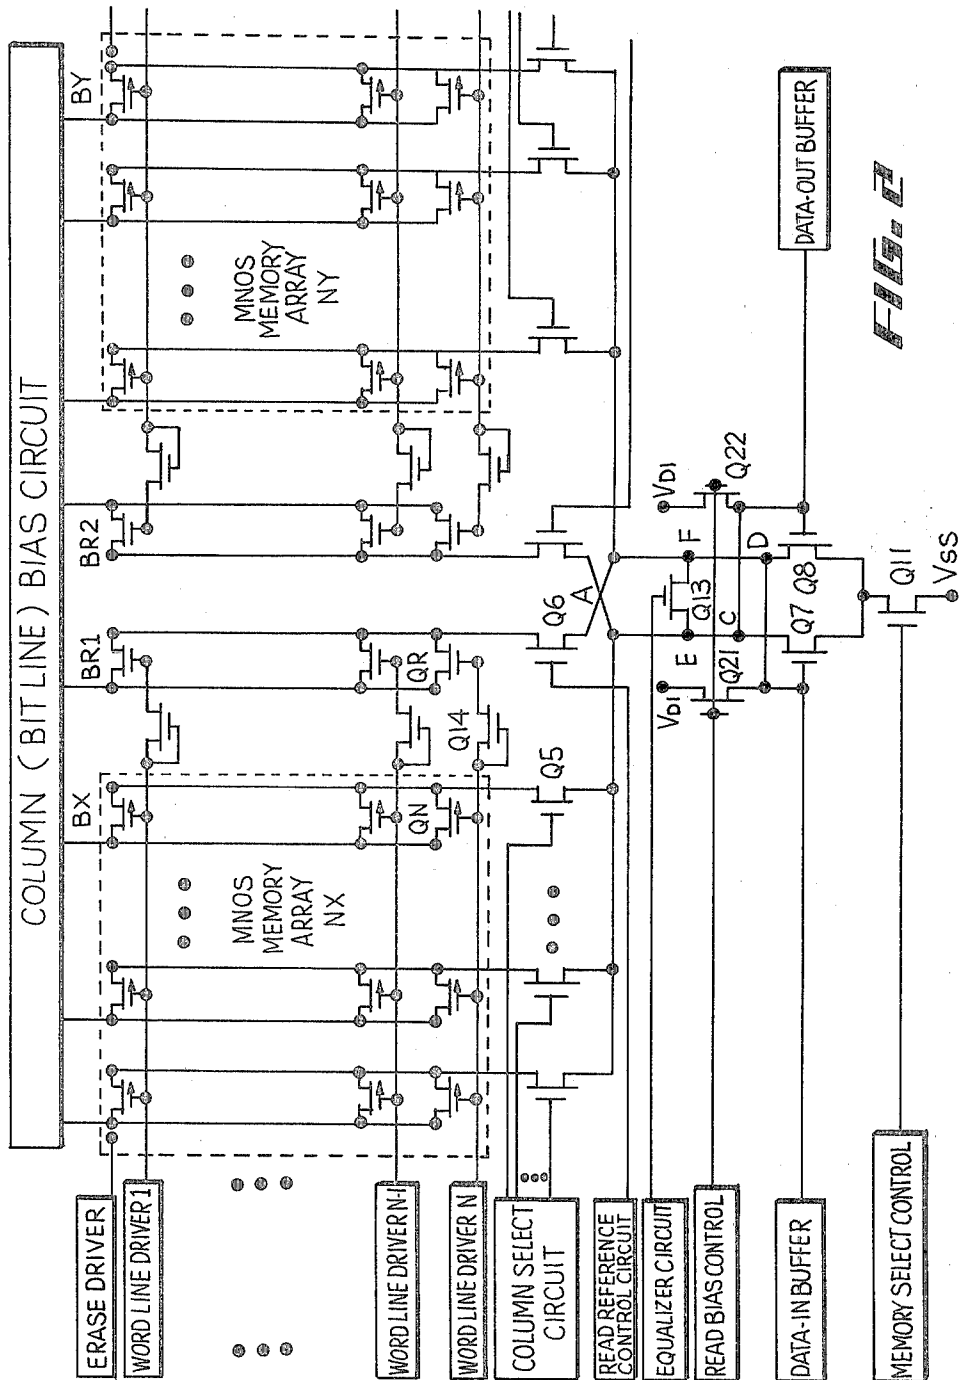 COLUMN (BIT LINE) BIAS CIRCUIT
ERASE DRIVER
WORD LINE DRIVER 1
WORD LINE DRIVER N-1
WORD LINE DRIVER N
COLUMN SELECT
CIRCUIT
READ REFERENCE
CONTROL CIRCUIT
EQUALIZER CIRCUIT
READ BIAS CONTROL
DATA-IN BUFFER
MEMORY SELECT CONTROL
BX
MNOS
MEMORY
ARRAY
NX
QN
Q5
Q14
BR1
QR
Q6
A
BR2
BY
MNOS
MEMORY
ARRAY
NY
E
F
Q13
VDI
Q21
C
D
VDI
Q22
Q7
Q8
Q11
VSS
DATA-OUT BUFFER
FIG. 2